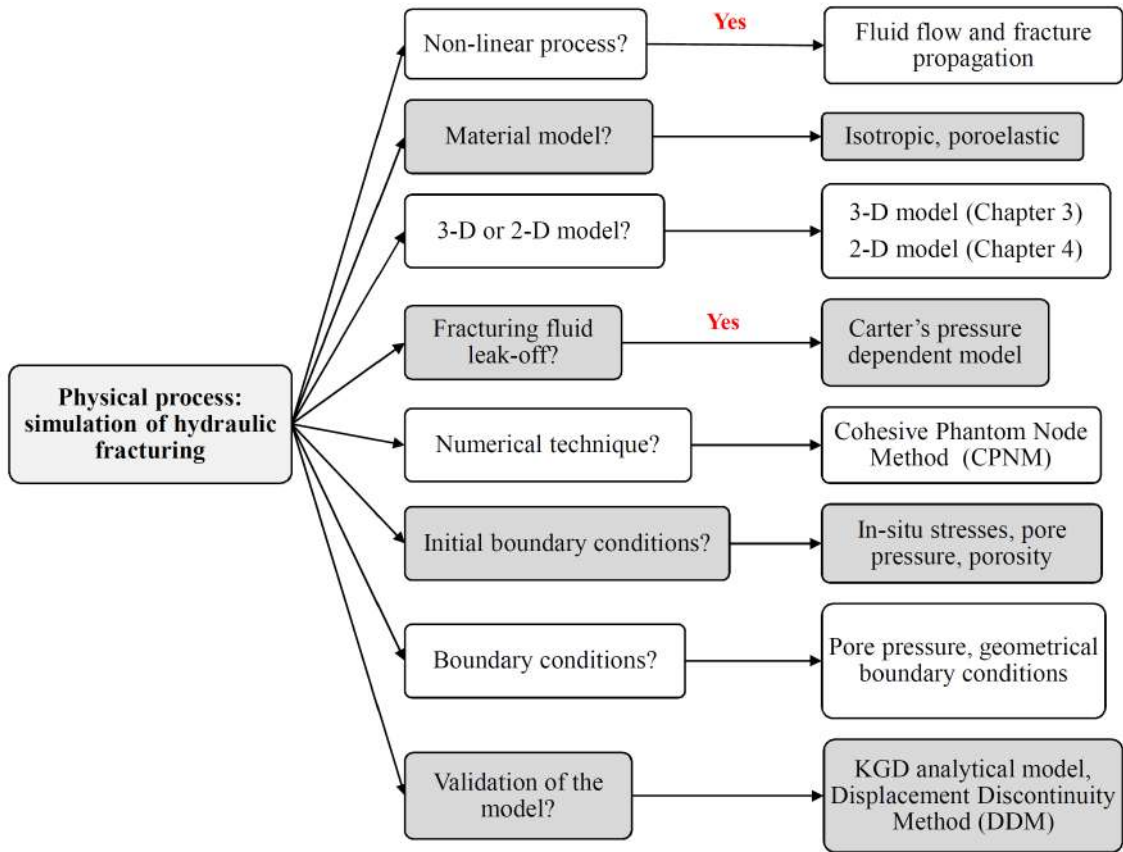 Non-linear process?
Yes
Fluid flow and fracture
propagation
Material model?
Isotropic, poroelastic
3-D or 2-D model?
3-D model (Chapter 3)
2-D model (Chapter 4)
Fracturing fluid
leak-off?
Yes
Carter’s pressure
dependent model
Physical process:
simulation of hydraulic
fracturing
Numerical technique?
Cohesive Phantom Node
Method (CPNM)
Initial boundary conditions?
In-situ stresses, pore
pressure, porosity
Boundary conditions?
Pore pressure, geometrical
boundary conditions
Validation of the
model?
KGD analytical model,
Displacement Discontinuity
Method (DDM)